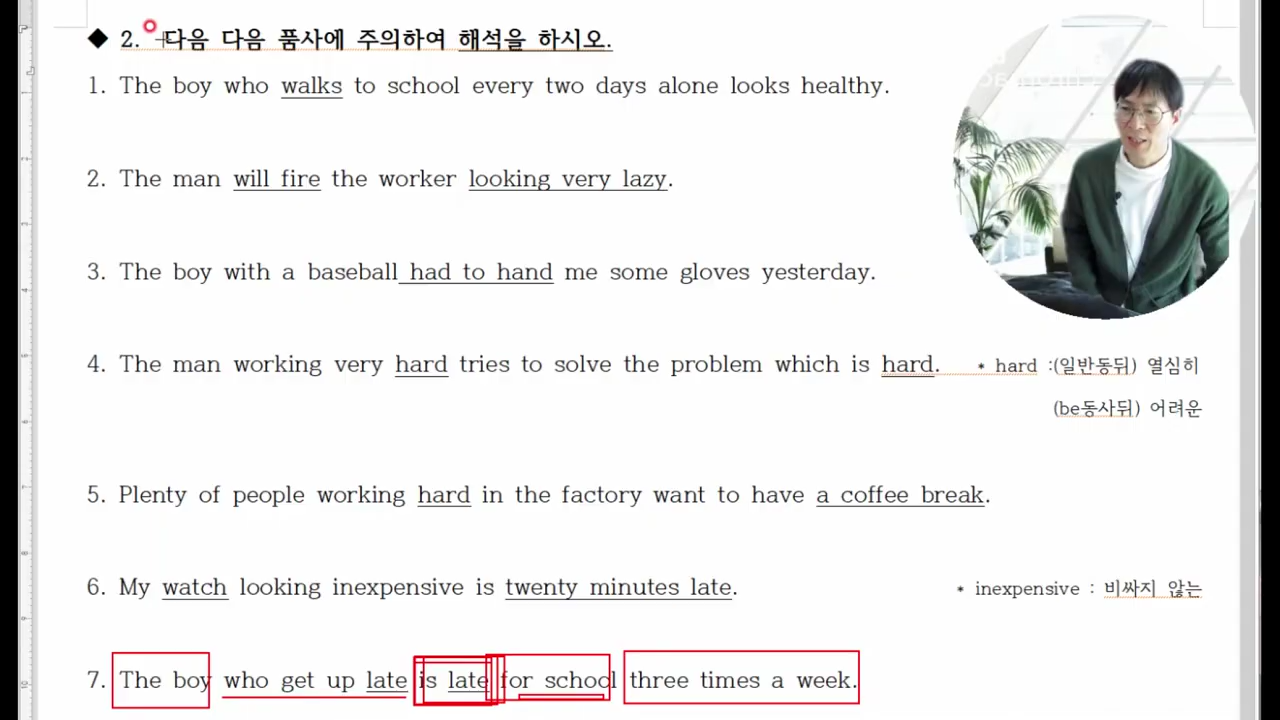 ◆ 2. 다음 다음 품사에 주의하여 해석을 하시오.
1. The boy who walks to school every two days alone looks healthy.
2. The man will fire the worker looking very lazy.
3. The boy with a baseball had to hand me some gloves yesterday.
4. The man working very hard tries to solve the problem which is hard. * hard :(일반동뒤) 열심히
(be동사뒤) 어려운
5. Plenty of people working hard in the factory want to have a coffee break.
6. My watch looking inexpensive is twenty minutes late. * inexpensive : 비싸지 않는
7. The boy who get up late is late for school three times a week.